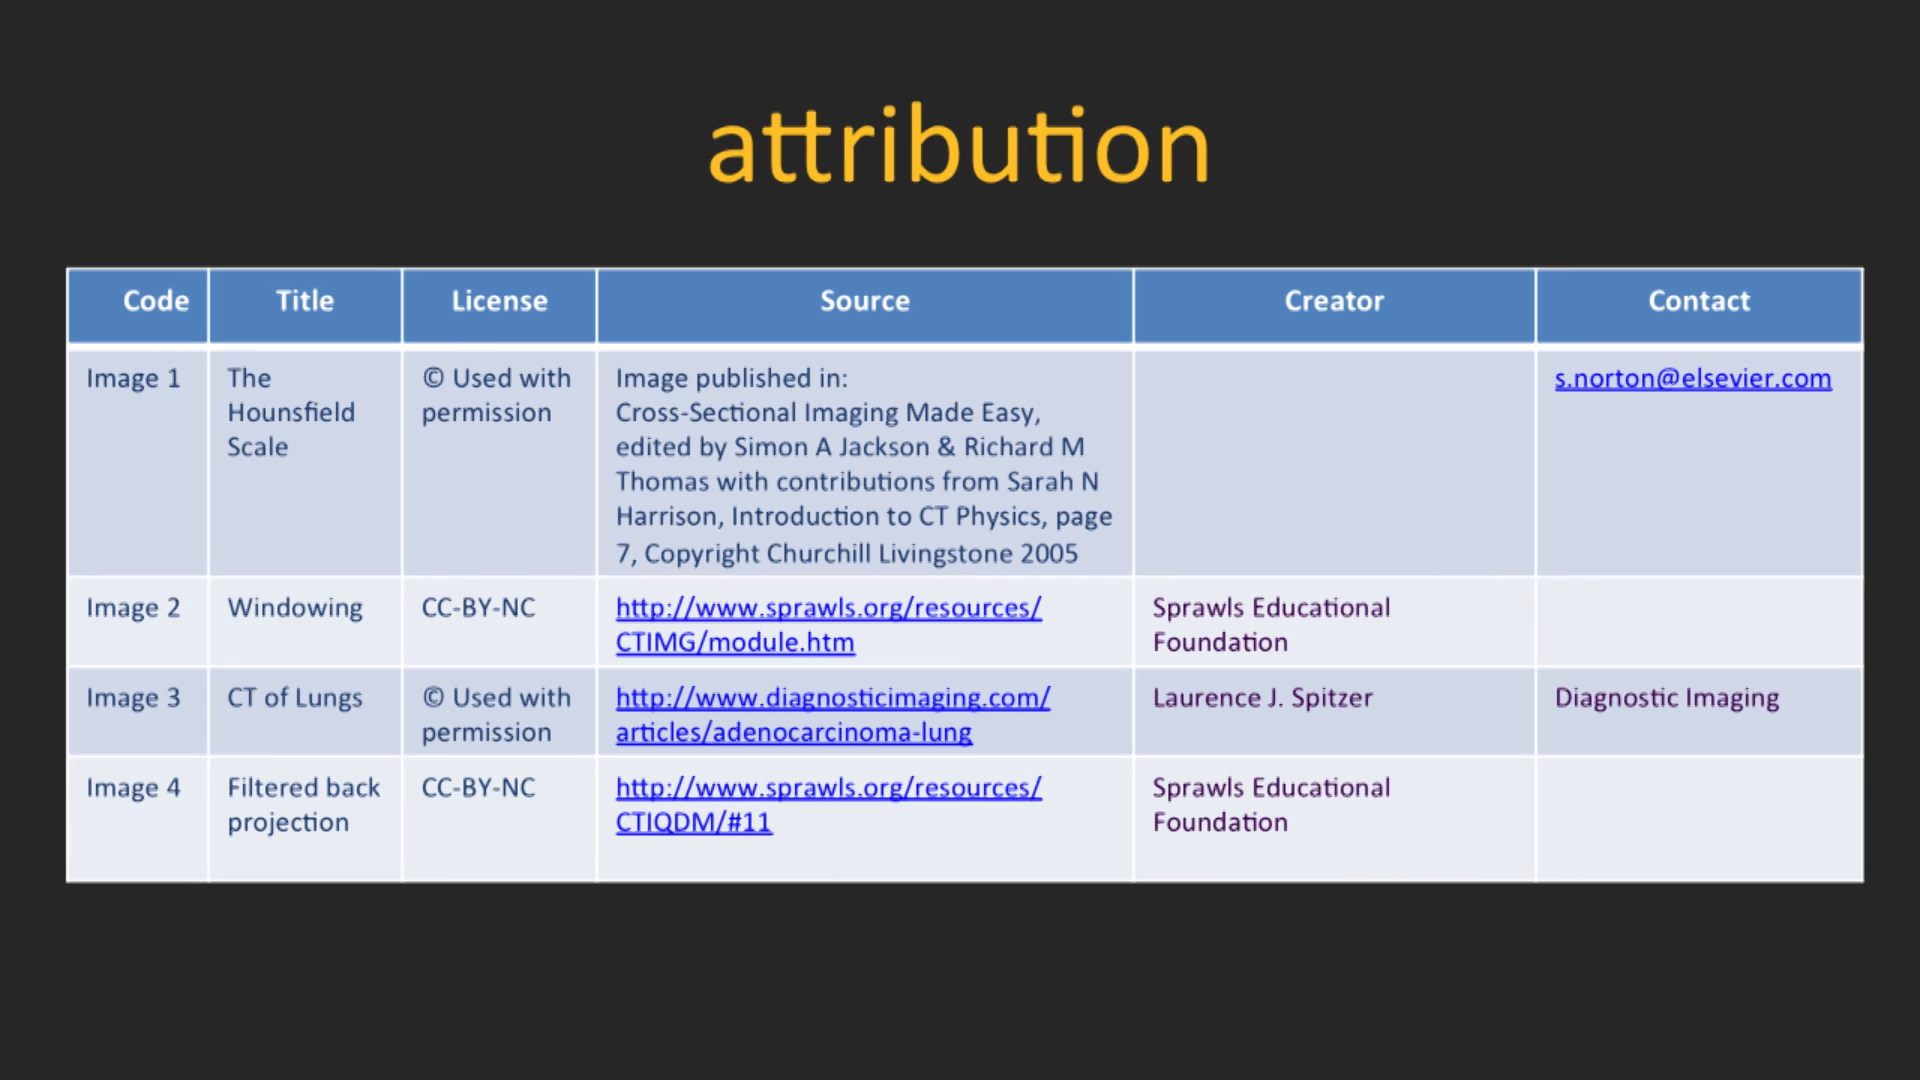 attribution
Code Title License Source Creator Contact
Image 1
The
Hounsfield
Scale
© Used with
permission
Image published in:
Cross-Sectional Imaging Made Easy,
edited by Simon A Jackson & Richard M
Thomas with contributions from Sarah N
Harrison, Introduction to CT Physics, page
7, Copyright Churchill Livingstone 2005
s.norton@elsevier.com
Image 2
Windowing
CC-BY-NC
http://www.sprawls.org/resources/
CTIMG/module.htm
Sprawls Educational
Foundation
Image 3
CT of Lungs
© Used with
permission
http://www.diagnosticimaging.com/
articles/adenocarcinoma-lung
Laurence J. Spitzer
Diagnostic Imaging
Image 4
Filtered back
projection
CC-BY-NC
http://www.sprawls.org/resources/
CTIQDM/#11
Sprawls Educational
Foundation